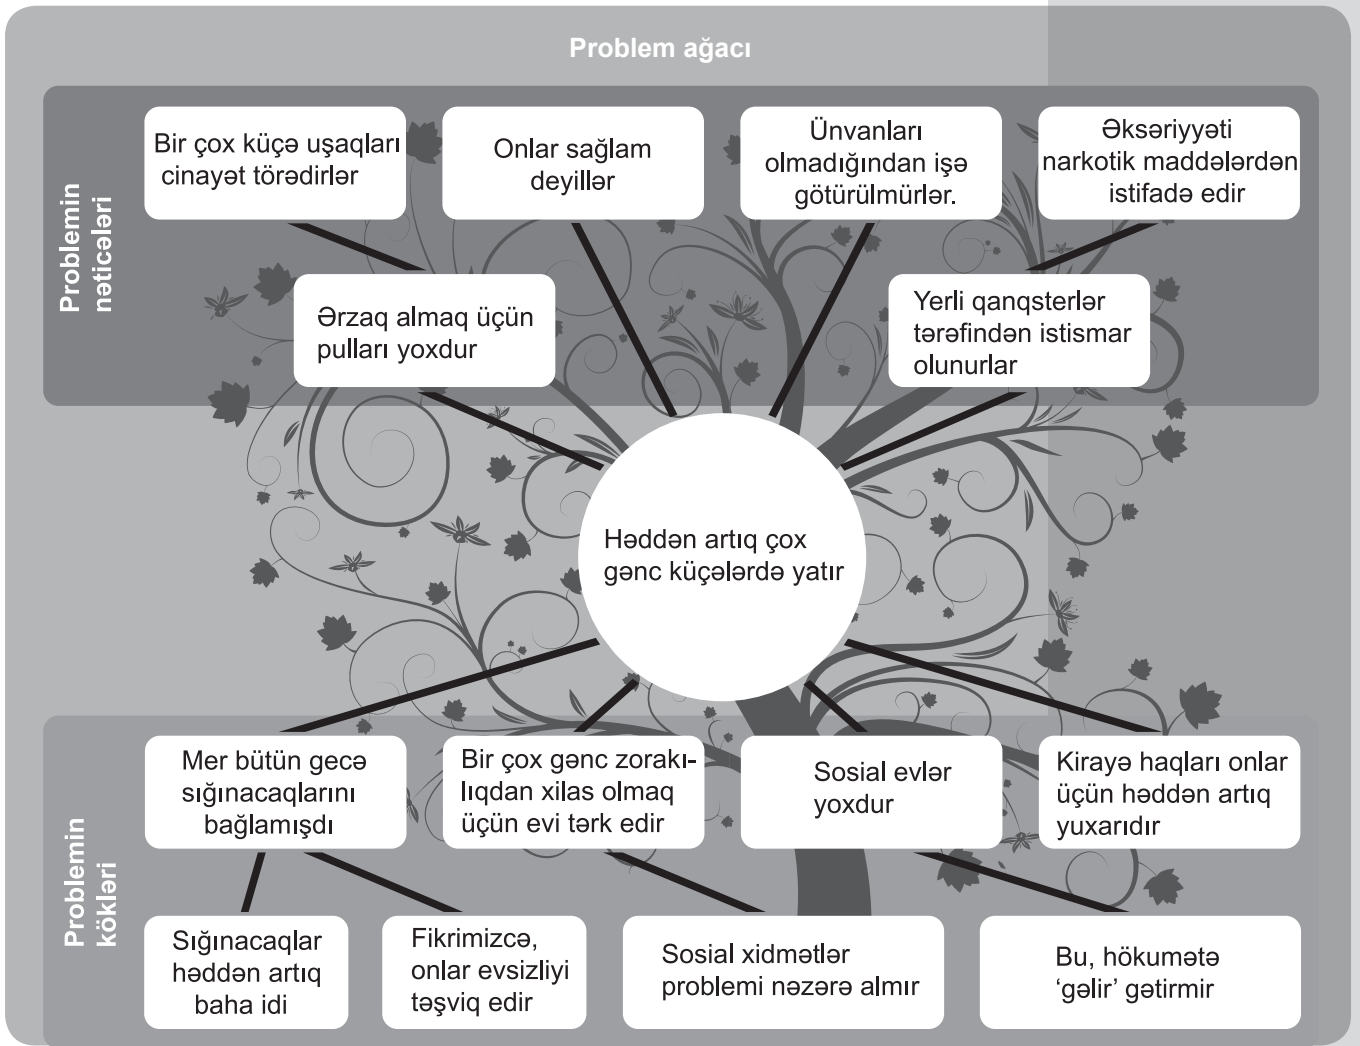 Problem ağacı
Problemin
nəticələri
Bir çox küçə uşaqları
cinayət törədirlər
Onlar sağlam
deyillər
Ünvanları
olmadığından işə
götürülmürlər.
Əksəriyyəti
narkotik maddələrdən
istifadə edir
Ərzaq almaq üçün
pulları yoxdur
Yerli qanqsterlər
tərəfindən istismar
olunurlar
Həddən artıq çox
gənc küçələrdə yatır
Problemin
kökləri
Mer bütün gecə
sığınacaqlarını
bağlamışdı
Bir çox gənc zorakı-
lıqdan xilas olmaq
üçün evi tərk edir
Sosial evlər
yoxdur
Kirayə haqları onlar
üçün həddən artıq
yuxarıdır
Sığınacaqlar
həddən artıq
baha idi
Fikrimizcə,
onlar evsizliyi
təşviq edir
Sosial xidmətlər
problemi nəzərə almır
Bu, hökumətə
‘gəlir’ gətirmir